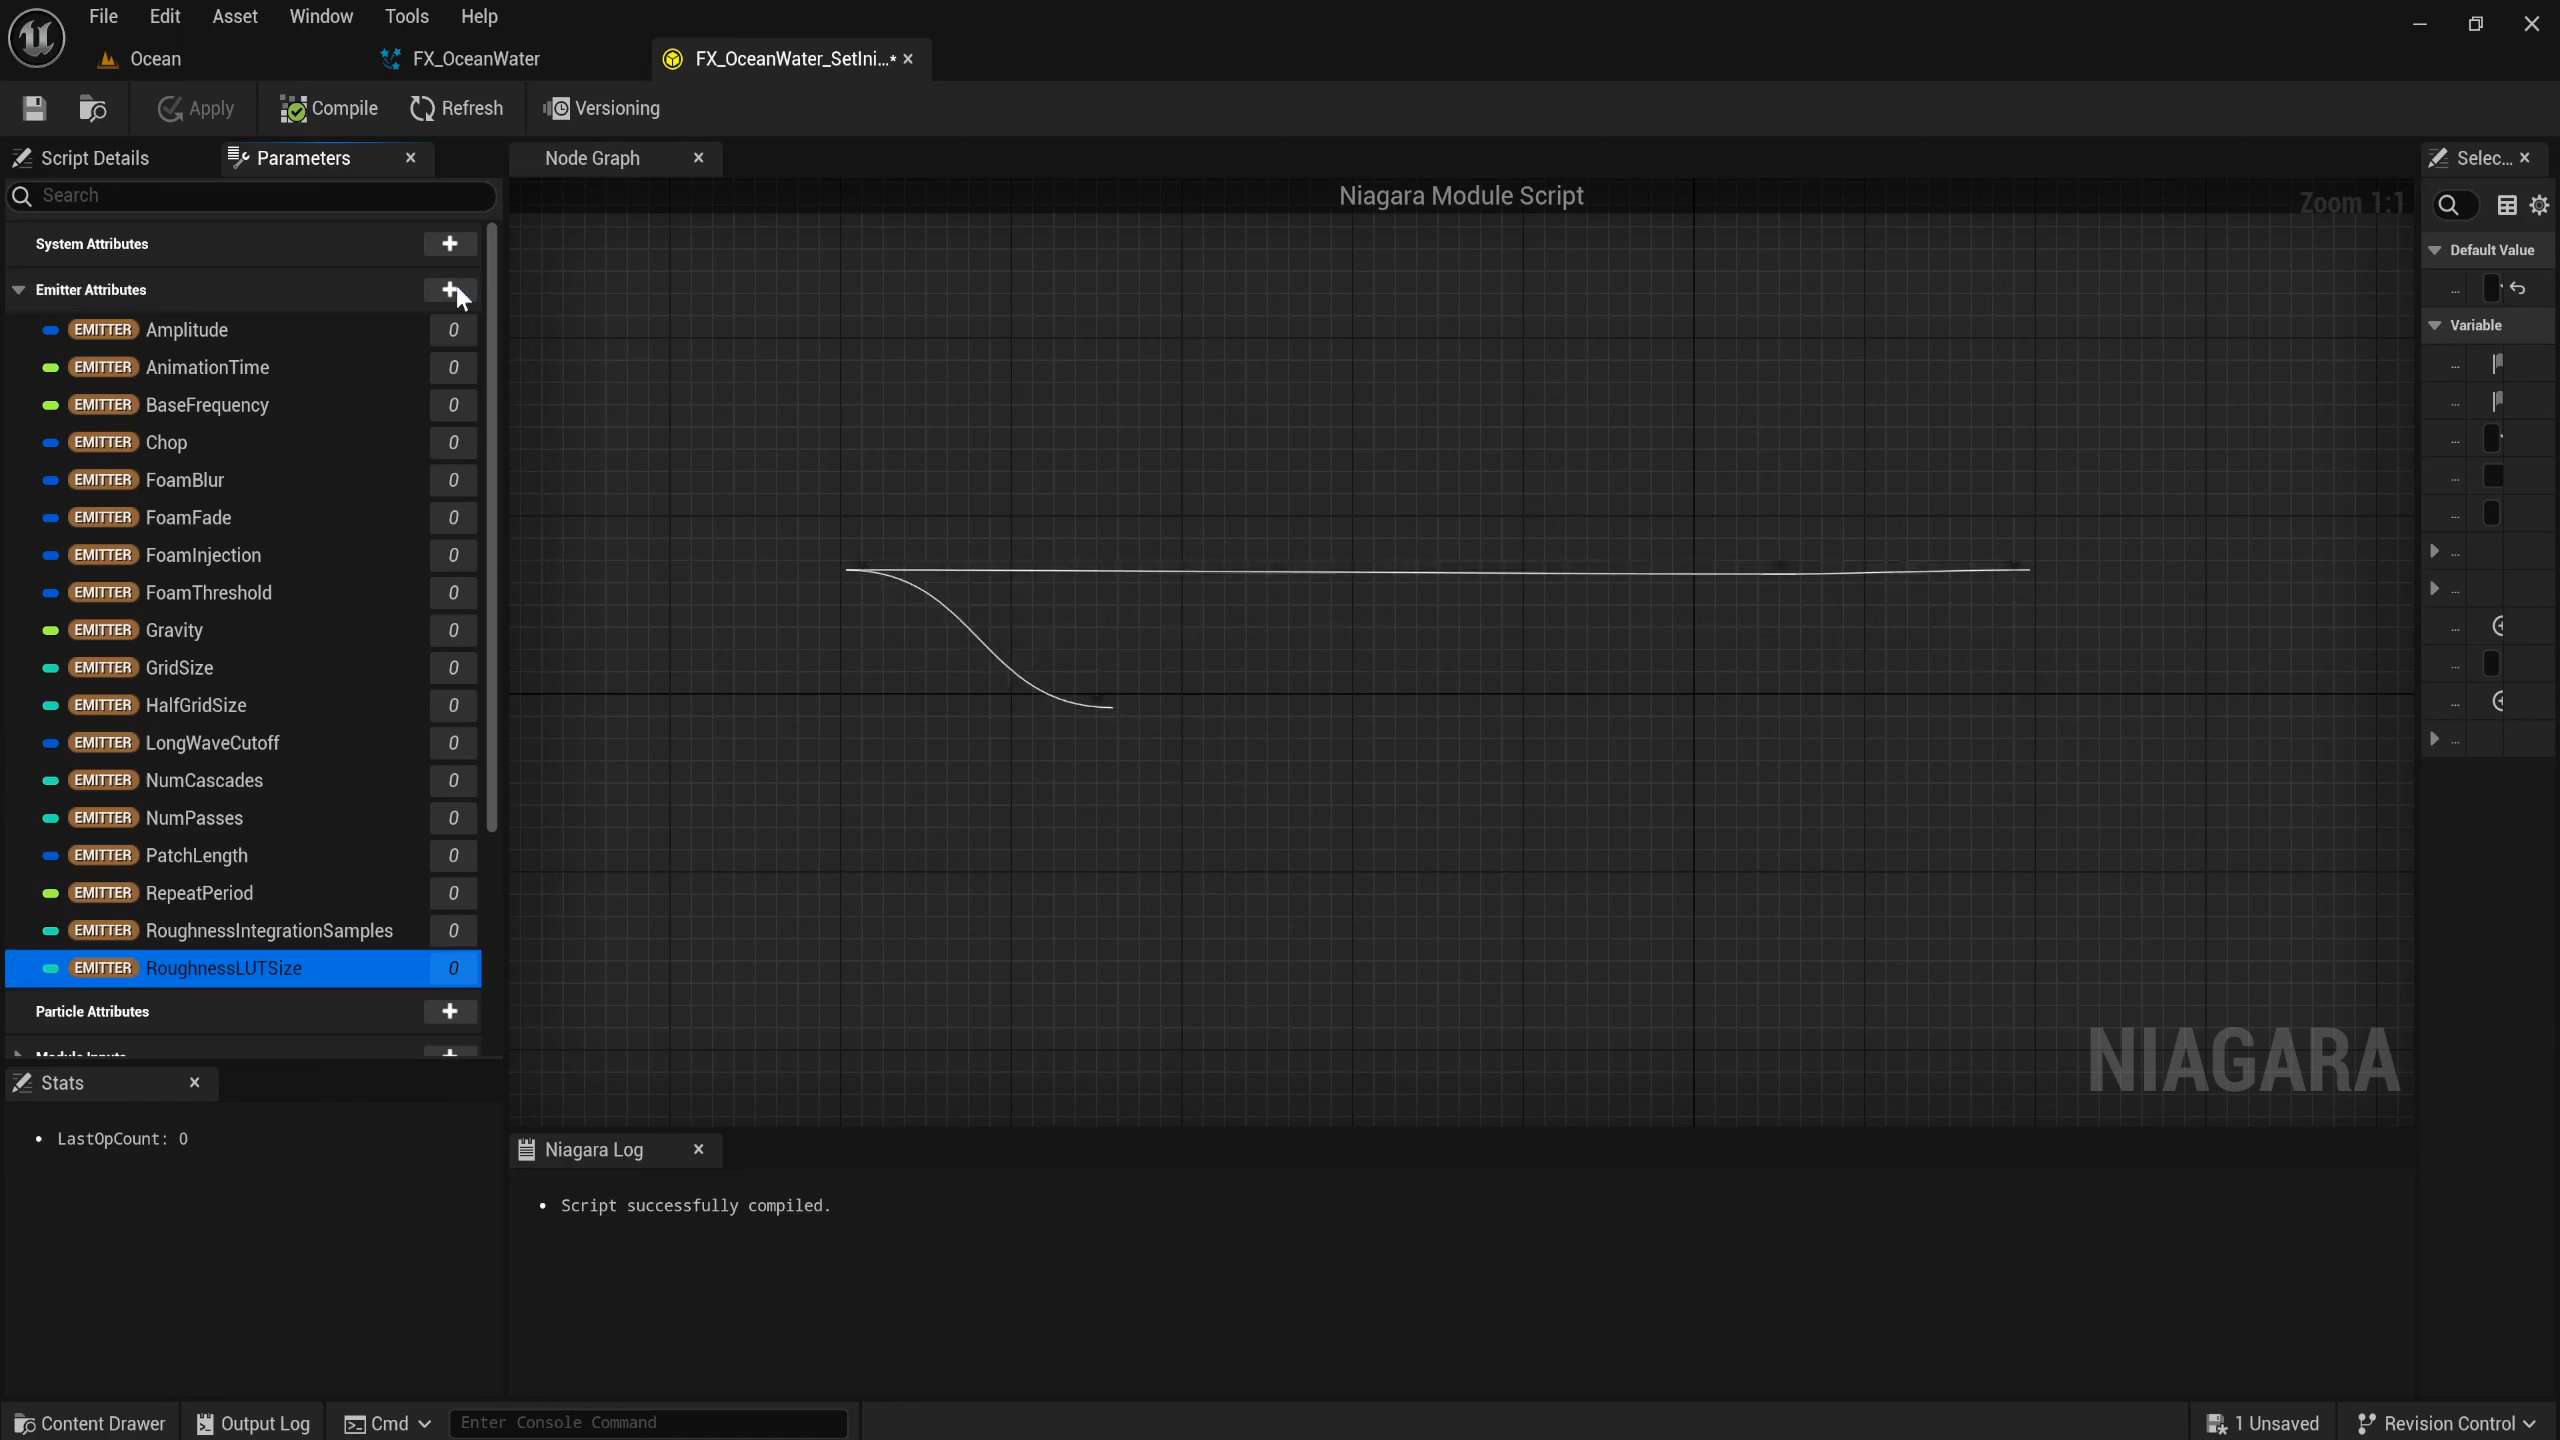 File Edit Asset Window Tools Help
Ocean FX_OceanWater FX_OceanWater_SetIni...*
Apply Compile Refresh Versioning
Script Details Parameters Node Graph Selec...
Search
Niagara Module Script
Zoom 1:1
System Attributes
Default Value
Emitter Attributes
Variable
EMITTER Amplitude 0
EMITTER AnimationTime 0
EMITTER BaseFrequency 0
EMITTER Chop 0
EMITTER FoamBlur 0
EMITTER FoamFade 0
EMITTER FoamInjection 0
EMITTER FoamThreshold 0
EMITTER Gravity 0
EMITTER GridSize 0
EMITTER HalfGridSize 0
EMITTER LongWaveCutoff 0
EMITTER NumCascades 0
EMITTER NumPasses 0
EMITTER PatchLength 0
EMITTER RepeatPeriod 0
EMITTER RoughnessIntegrationSamples 0
EMITTER RoughnessLUTSize 0
Particle Attributes
Module Inputs
NIAGARA
Stats
LastOpCount: 0
Niagara Log
• Script successfully compiled.
Content Drawer Output Log Cmd Enter Console Command 1 Unsaved Revision Control